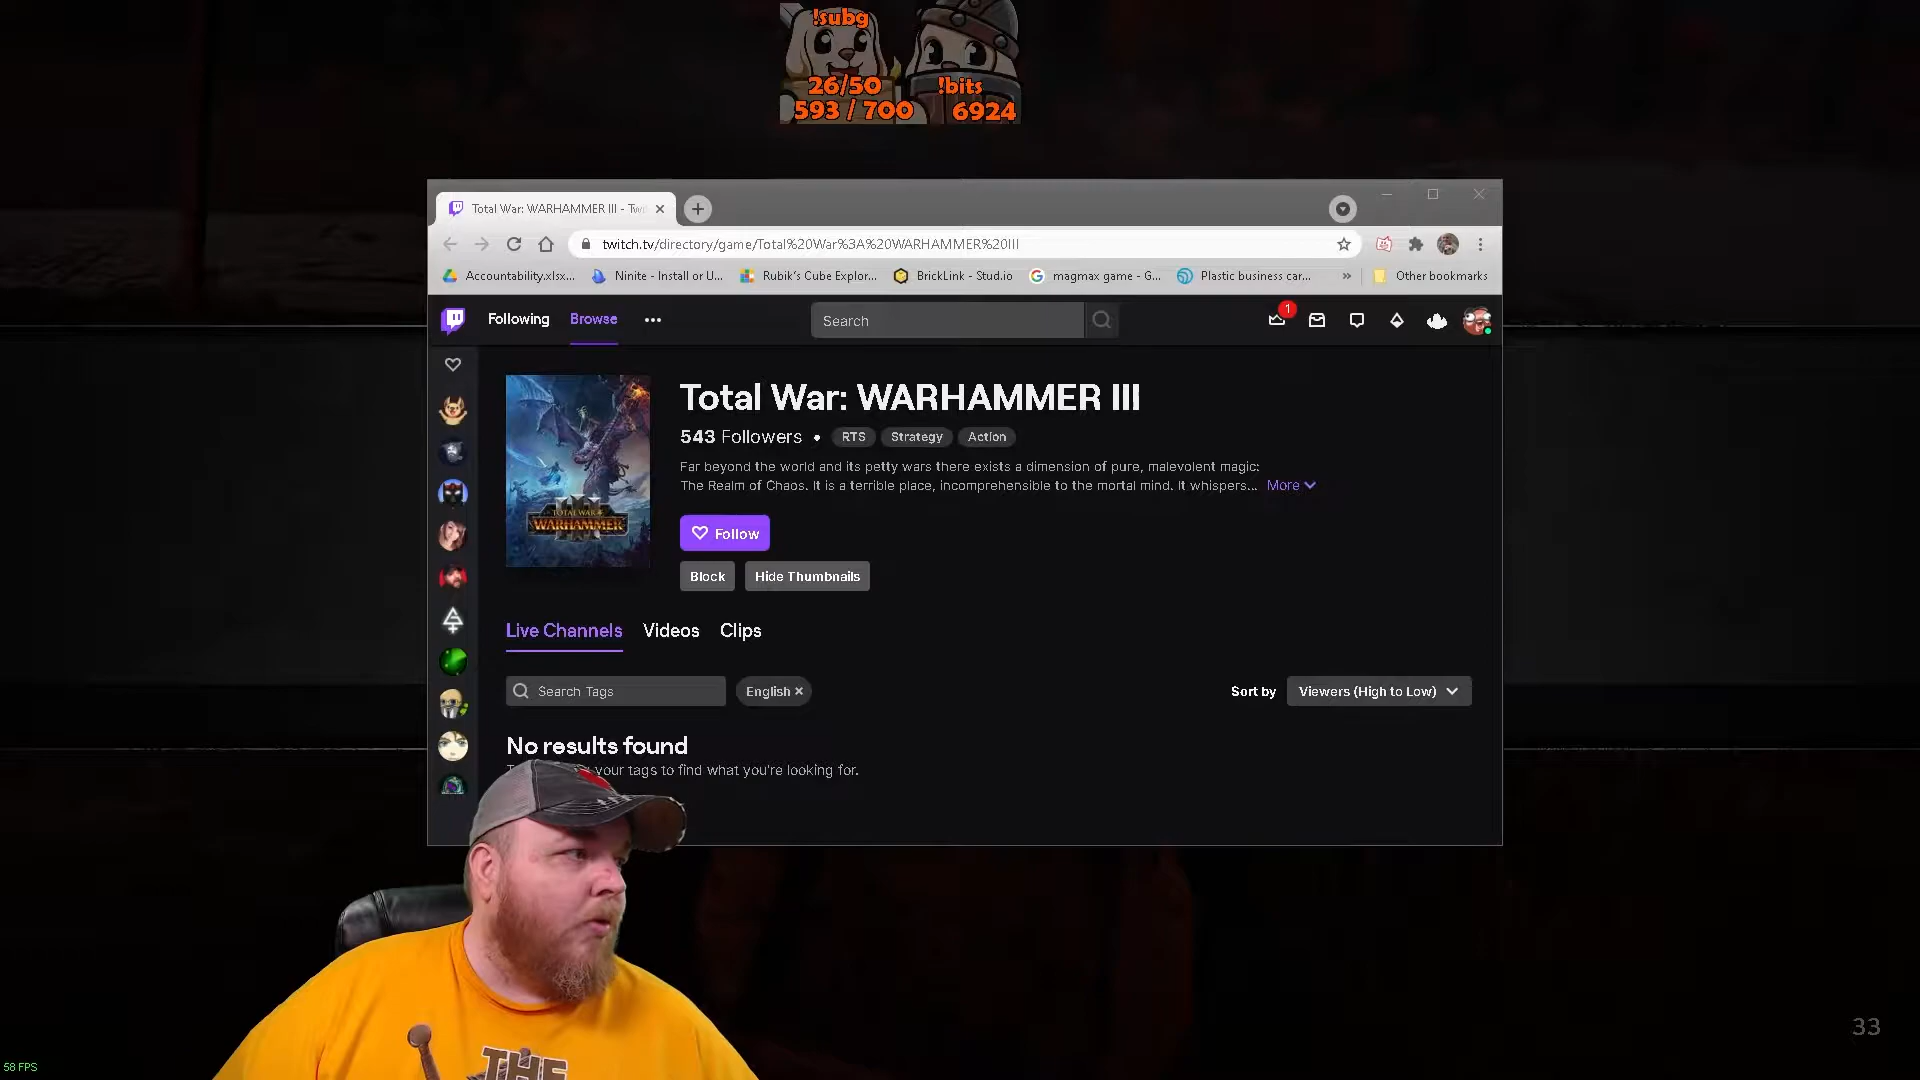 !subg
26/50
!bits
593 / 700
6924
Total War: WARHAMMER III - Twi
twitch.tv/directory/game/Total%20War%3A%20WARHAMMER%20III
Accountability.xlsx...
Ninite - Install or U...
Rubik's Cube Explor...
BrickLink - Stud.io
magmax game - G...
Plastic business car...
»
Other bookmarks
Following
Browse
Search
1
Total War: WARHAMMER III
543 Followers • RTS Strategy Action
Far beyond the world and its petty wars there exists a dimension of pure, malevolent magic:
The Realm of Chaos. It is a terrible place, incomprehensible to the mortal mind. It whispers... More
TOTAL WAR
WARHAMMER
III
Follow
Block
Hide Thumbnails
Live Channels
Videos
Clips
Search Tags
English ×
Sort by
Viewers (High to Low)
No results found
your tags to find what you're looking for.
THE
33
58 FPS